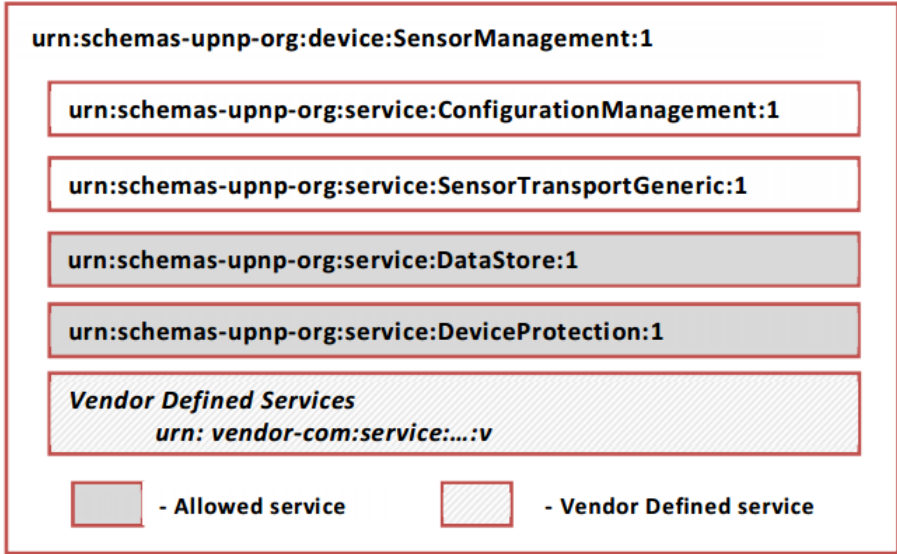 urn:schemas-upnp-org:device:SensorManagement:1
urn:schemas-upnp-org:service:ConfigurationManagement:1
urn:schemas-upnp-org:service:SensorTransportGeneric:1
urn:schemas-upnp-org:service:DataStore:1
urn:schemas-upnp-org:service:DeviceProtection:1
Vendor Defined Services
urn: vendor-com:service:...:v
- Allowed service
- Vendor Defined service